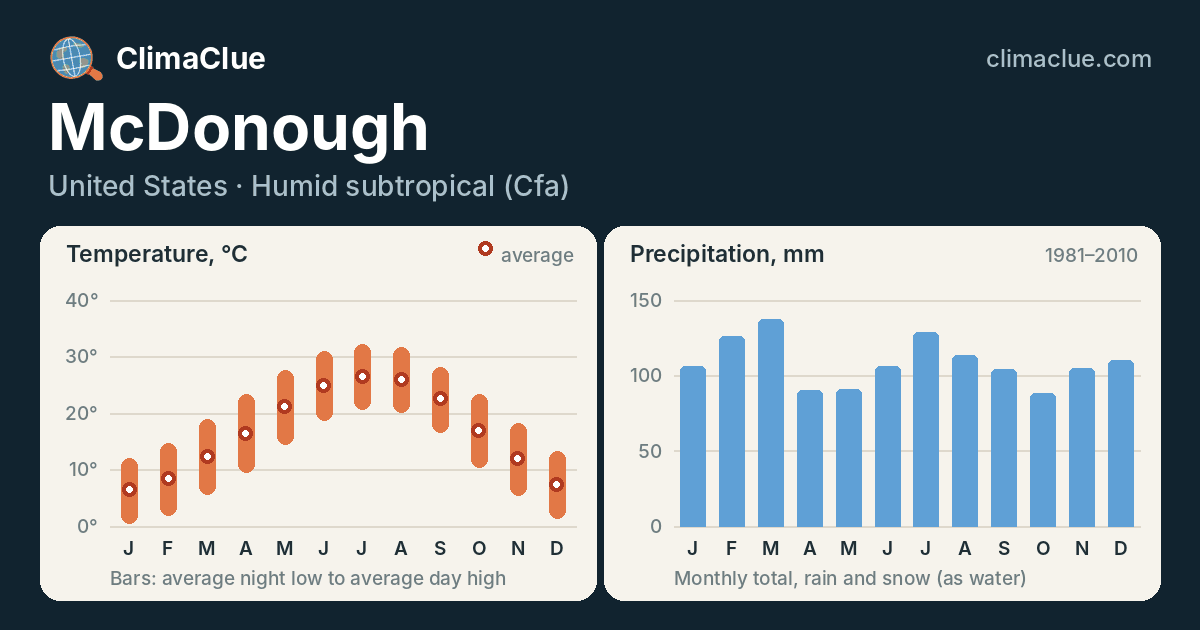 ClimaClue
climaclue.com
McDonough
United States · Humid subtropical (Cfa)
Temperature, °C
average
40°
30°
20°
10°
0°
J F M A M J J A S O N D
Bars: average night low to average day high
Precipitation, mm
1981–2010
150
100
50
0
J F M A M J J A S O N D
Monthly total, rain and snow (as water)